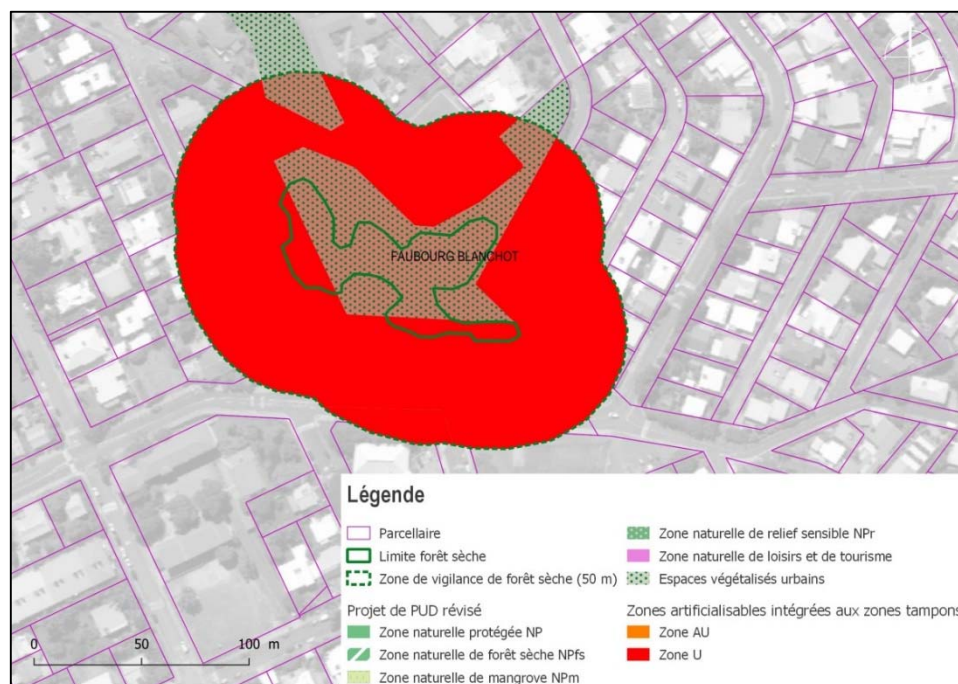 FAUBOURG BLANCHOT
Légende
Parcellaire
Limite forêt sèche
Zone de vigilance de forêt sèche (50 m)
Projet de PUD révisé
Zone naturelle protégée NP
Zone naturelle de forêt sèche NPfs
Zone naturelle de mangrove NPm
Zone naturelle de relief sensible NPr
Zone naturelle de loisirs et de tourisme
Espaces végétalisés urbains
Zones artificialisables intégrées aux zones tampons
Zone AU
Zone U
0 50 100 m